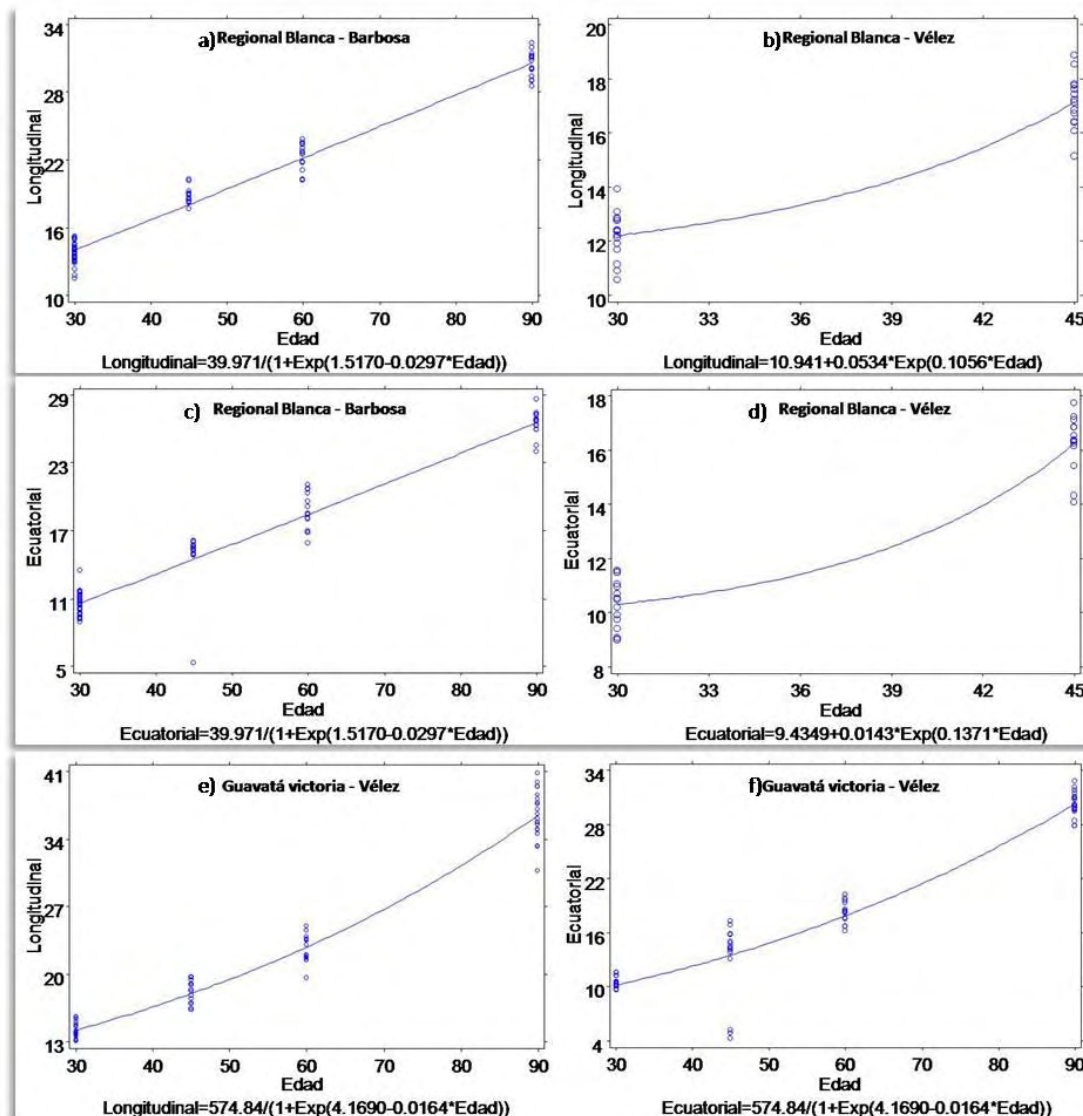 a) Regional Blanca - Barbosa
Longitudinal
34
28
22
16
10
30 40 50 60 70 80 90
Edad
Longitudinal=39.971/(1+Exp(1.5170-0.0297*Edad))
b) Regional Blanca - Vélez
Longitudinal
20
18
16
14
12
10
30 33 36 39 42 45
Edad
Longitudinal=10.941+0.0534*Exp(0.1056*Edad)
c) Regional Blanca - Barbosa
Ecuatorial
29
23
17
11
5
30 40 50 60 70 80 90
Edad
Ecuatorial=39.971/(1+Exp(1.5170-0.0297*Edad))
d) Regional Blanca - Vélez
Ecuatorial
18
16
14
12
10
8
30 33 36 39 42 45
Edad
Ecuatorial=9.4349+0.0143*Exp(0.1371*Edad)
e) Guavatá victoria - Vélez
Longitudinal
41
34
27
20
13
30 40 50 60 70 80 90
Edad
Longitudinal=574.84/(1+Exp(4.1690-0.0164*Edad))
f) Guavatá victoria - Vélez
Ecuatorial
34
28
22
16
10
4
30 40 50 60 70 80 90
Edad
Ecuatorial=574.84/(1+Exp(4.1690-0.0164*Edad))